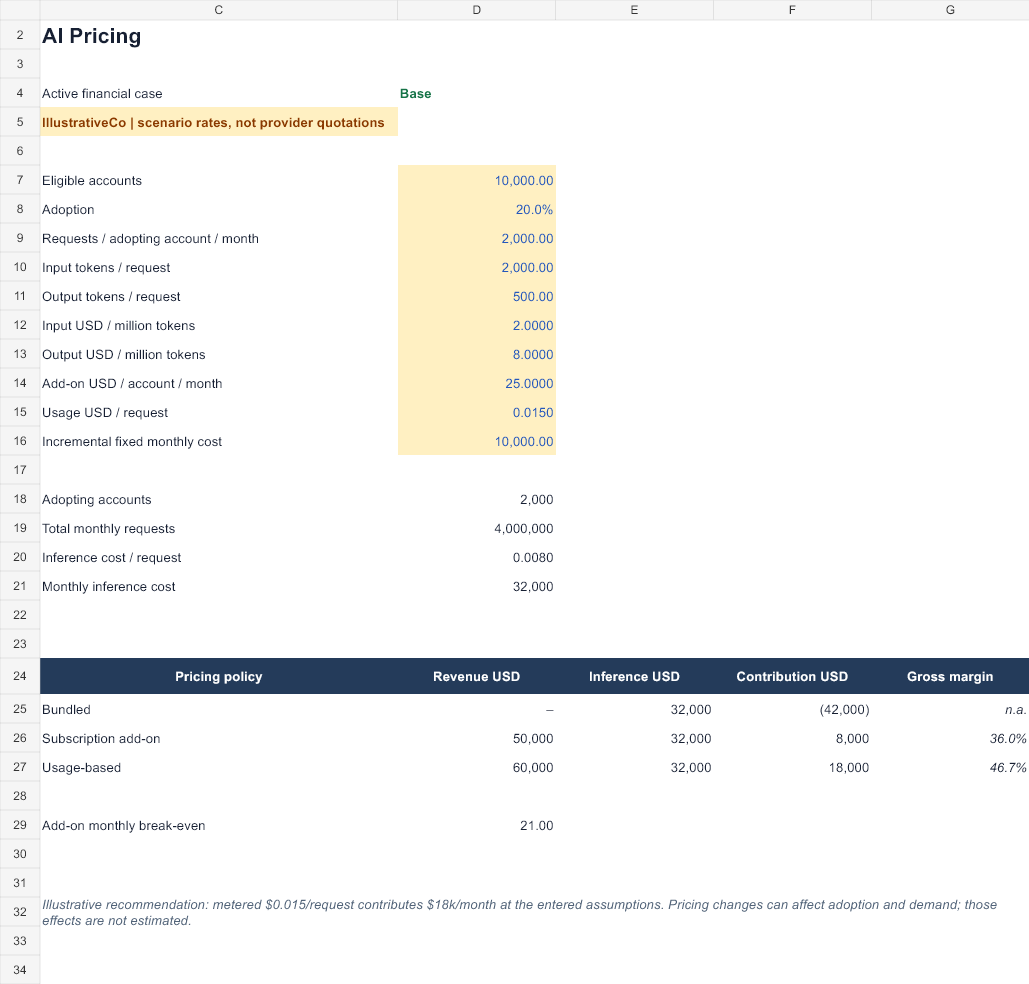 C D E F G
2 AI Pricing
3
4 Active financial case Base
5 IllustrativeCo | scenario rates, not provider quotations
6
7 Eligible accounts 10,000.00
8 Adoption 20.0%
9 Requests / adopting account / month 2,000.00
10 Input tokens / request 2,000.00
11 Output tokens / request 500.00
12 Input USD / million tokens 2.0000
13 Output USD / million tokens 8.0000
14 Add-on USD / account / month 25.0000
15 Usage USD / request 0.0150
16 Incremental fixed monthly cost 10,000.00
17
18 Adopting accounts 2,000
19 Total monthly requests 4,000,000
20 Inference cost / request 0.0080
21 Monthly inference cost 32,000
22
23
24 Pricing policy Revenue USD Inference USD Contribution USD Gross margin
25 Bundled – 32,000 (42,000) n.a.
26 Subscription add-on 50,000 32,000 8,000 36.0%
27 Usage-based 60,000 32,000 18,000 46.7%
28
29 Add-on monthly break-even 21.00
30
31
32 Illustrative recommendation: metered $0.015/request contributes $18k/month at the entered assumptions. Pricing changes can affect adoption and demand; those
effects are not estimated.
33
34